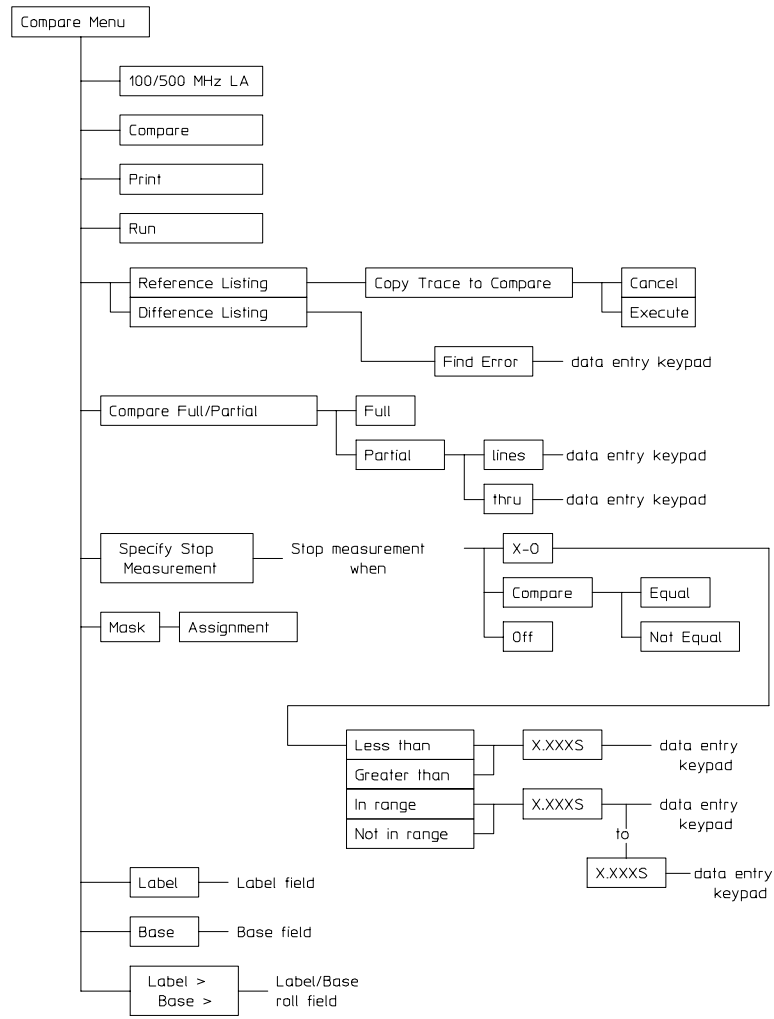 Compare Menu
100/500 MHz LA
Compare
Print
Run
Reference Listing
Copy Trace to Compare
Cancel
Difference Listing
Execute
Find Error
data entry keypad
Compare Full/Partial
Full
Partial
lines
data entry keypad
thru
data entry keypad
Specify Stop
Measurement
Stop measurement
when
X-O
Compare
Equal
Off
Not Equal
Mask
Assignment
Less than
X.XXXS
data entry
keypad
Greater than
In range
X.XXXS
data entry
keypad
Not in range
to
X.XXXS
data entry
keypad
Label
Label field
Base
Base field
Label >
Base >
Label/Base
roll field